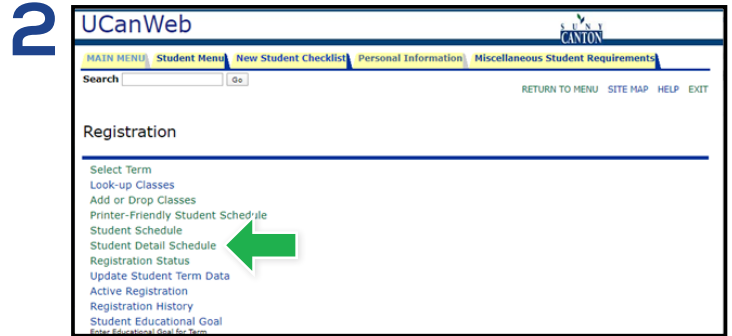 2
UCanWeb
SUNY
CANTON
MAIN MENU Student Menu New Student Checklist Personal Information Miscellaneous Student Requirements
Search Go
RETURN TO MENU SITE MAP HELP EXIT
Registration
Select Term
Look-up Classes
Add or Drop Classes
Printer-Friendly Student Schedule
Student Schedule
Student Detail Schedule
Registration Status
Update Student Term Data
Active Registration
Registration History
Student Educational Goal
Enter Educational Goal for Term